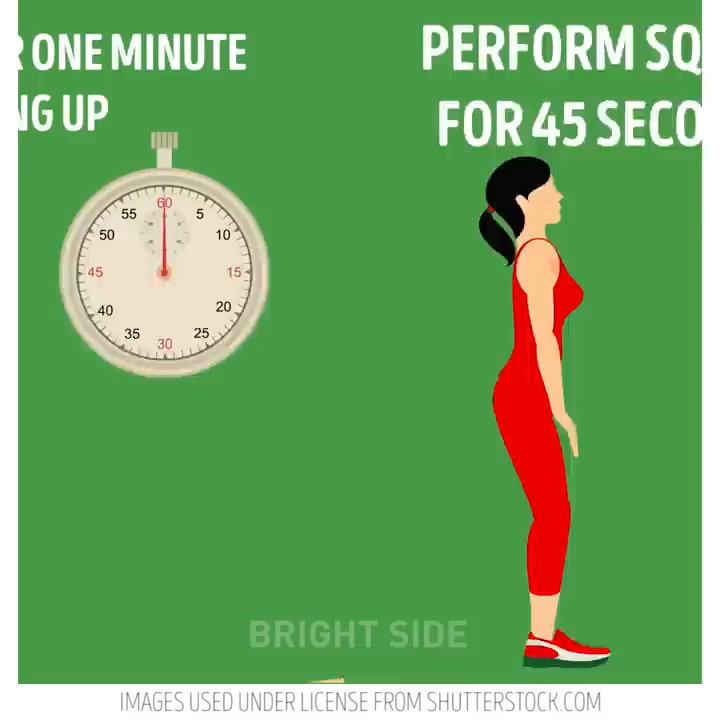 R ONE MINUTE
NG UP
PERFORM SQ
FOR 45 SECO
60
55
5
50
10
45
15
40
20
35
25
30
BRIGHT SIDE
IMAGES USED UNDER LICENSE FROM SHUTTERSTOCK.COM